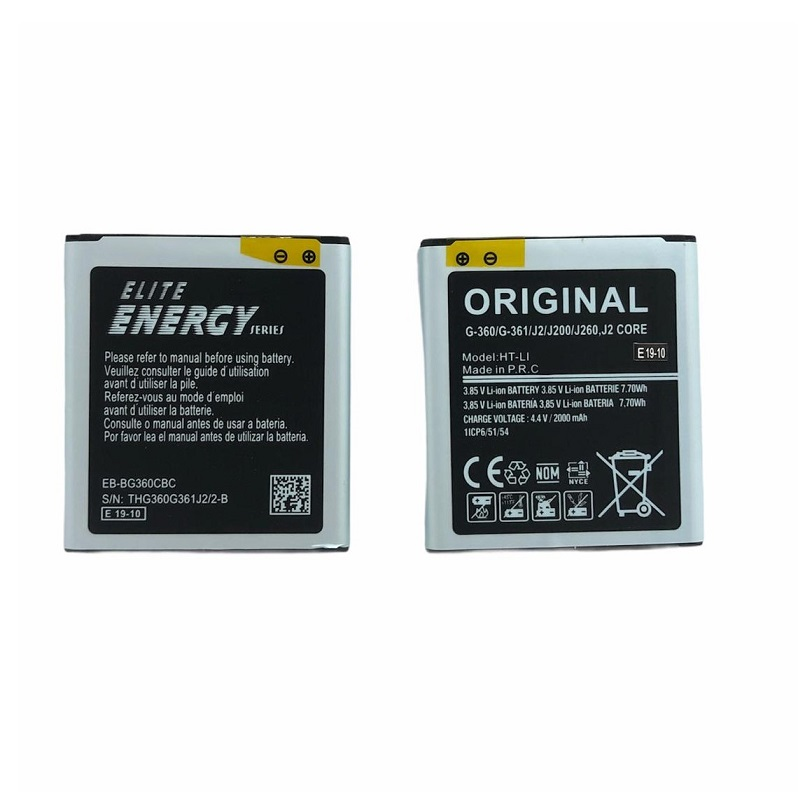 ELITE
ENERGY SERIES
Please refer to manual before using battery.
Veuillez consulter le guide d'utilisation
avant d'utiliser la pile.
Referez-vous au mode d'emploi
avant d'utiliser la batterie.
Consulte o manual antes de usar a bateria.
Por favor lea el manual antes de utilizar la bateria.
EB-BG360CBC
S/N: THG360G361J2/2-B
E 19-10
ORIGINAL
G-360/G-361/J2/J200/J260,J2 CORE
Model:HT-LI
E 19-10
Made in P.R.C
3.85 V Li-ion BATTERY 3.85 V Li-ion BATTERIE 7.70Wh
3,85 V Li-ion BATERÍA 3,85 V Li-ion BATERIA 7,70Wh
CHARGE VOLTAGE : 4.4 V / 2000 mAh
1ICP6/51/54
CE
NOM
NYCE